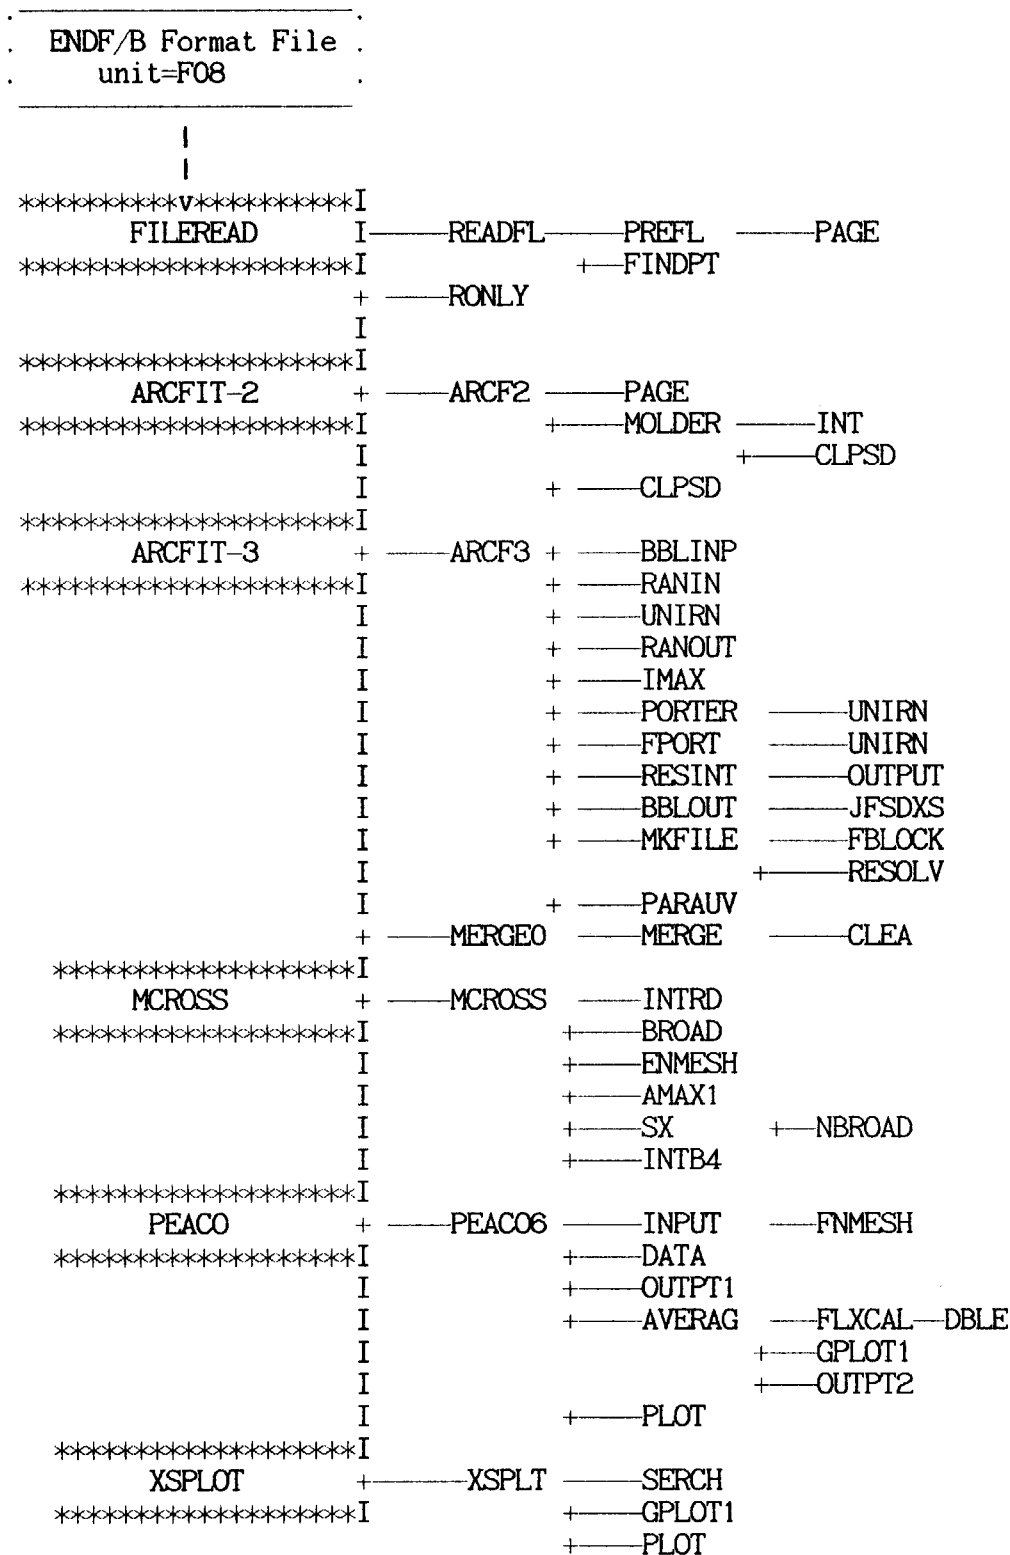 ENDF/B Format File
unit=F08
v
FILEREAD I READFL PREFL PAGE
+ FINDPT
+ RONLY
ARCFIT-2 + ARCF2 PAGE
+ MOLDER INT
+ CLPSD
+ CLPSD
ARCFIT-3 + ARCF3 + BBLINP
+ RANIN
+ UNIRN
+ RANOUT
+ IMAX
+ PORTER UNIRN
+ FPORT UNIRN
+ RESINT OUTPUT
+ BBLOUT JFSDXS
+ MKFILE FBLOCK
+ RESOLV
+ PARAUV
+ MERGE0 MERGE CLEA
MCROSS + MCROSS INTRD
+ BROAD
+ ENMESH
+ AMAX1
+ SX + NBROAD
+ INTB4
PEACO + PEACO6 INPUT FNMESH
+ DATA
+ OUTPT1
+ AVERAG FLXCAL DBLE
+ GPLOT1
+ OUTPT2
+ PLOT
XSPLOT + XSPLT SERCH
+ GPLOT1
+ PLOT